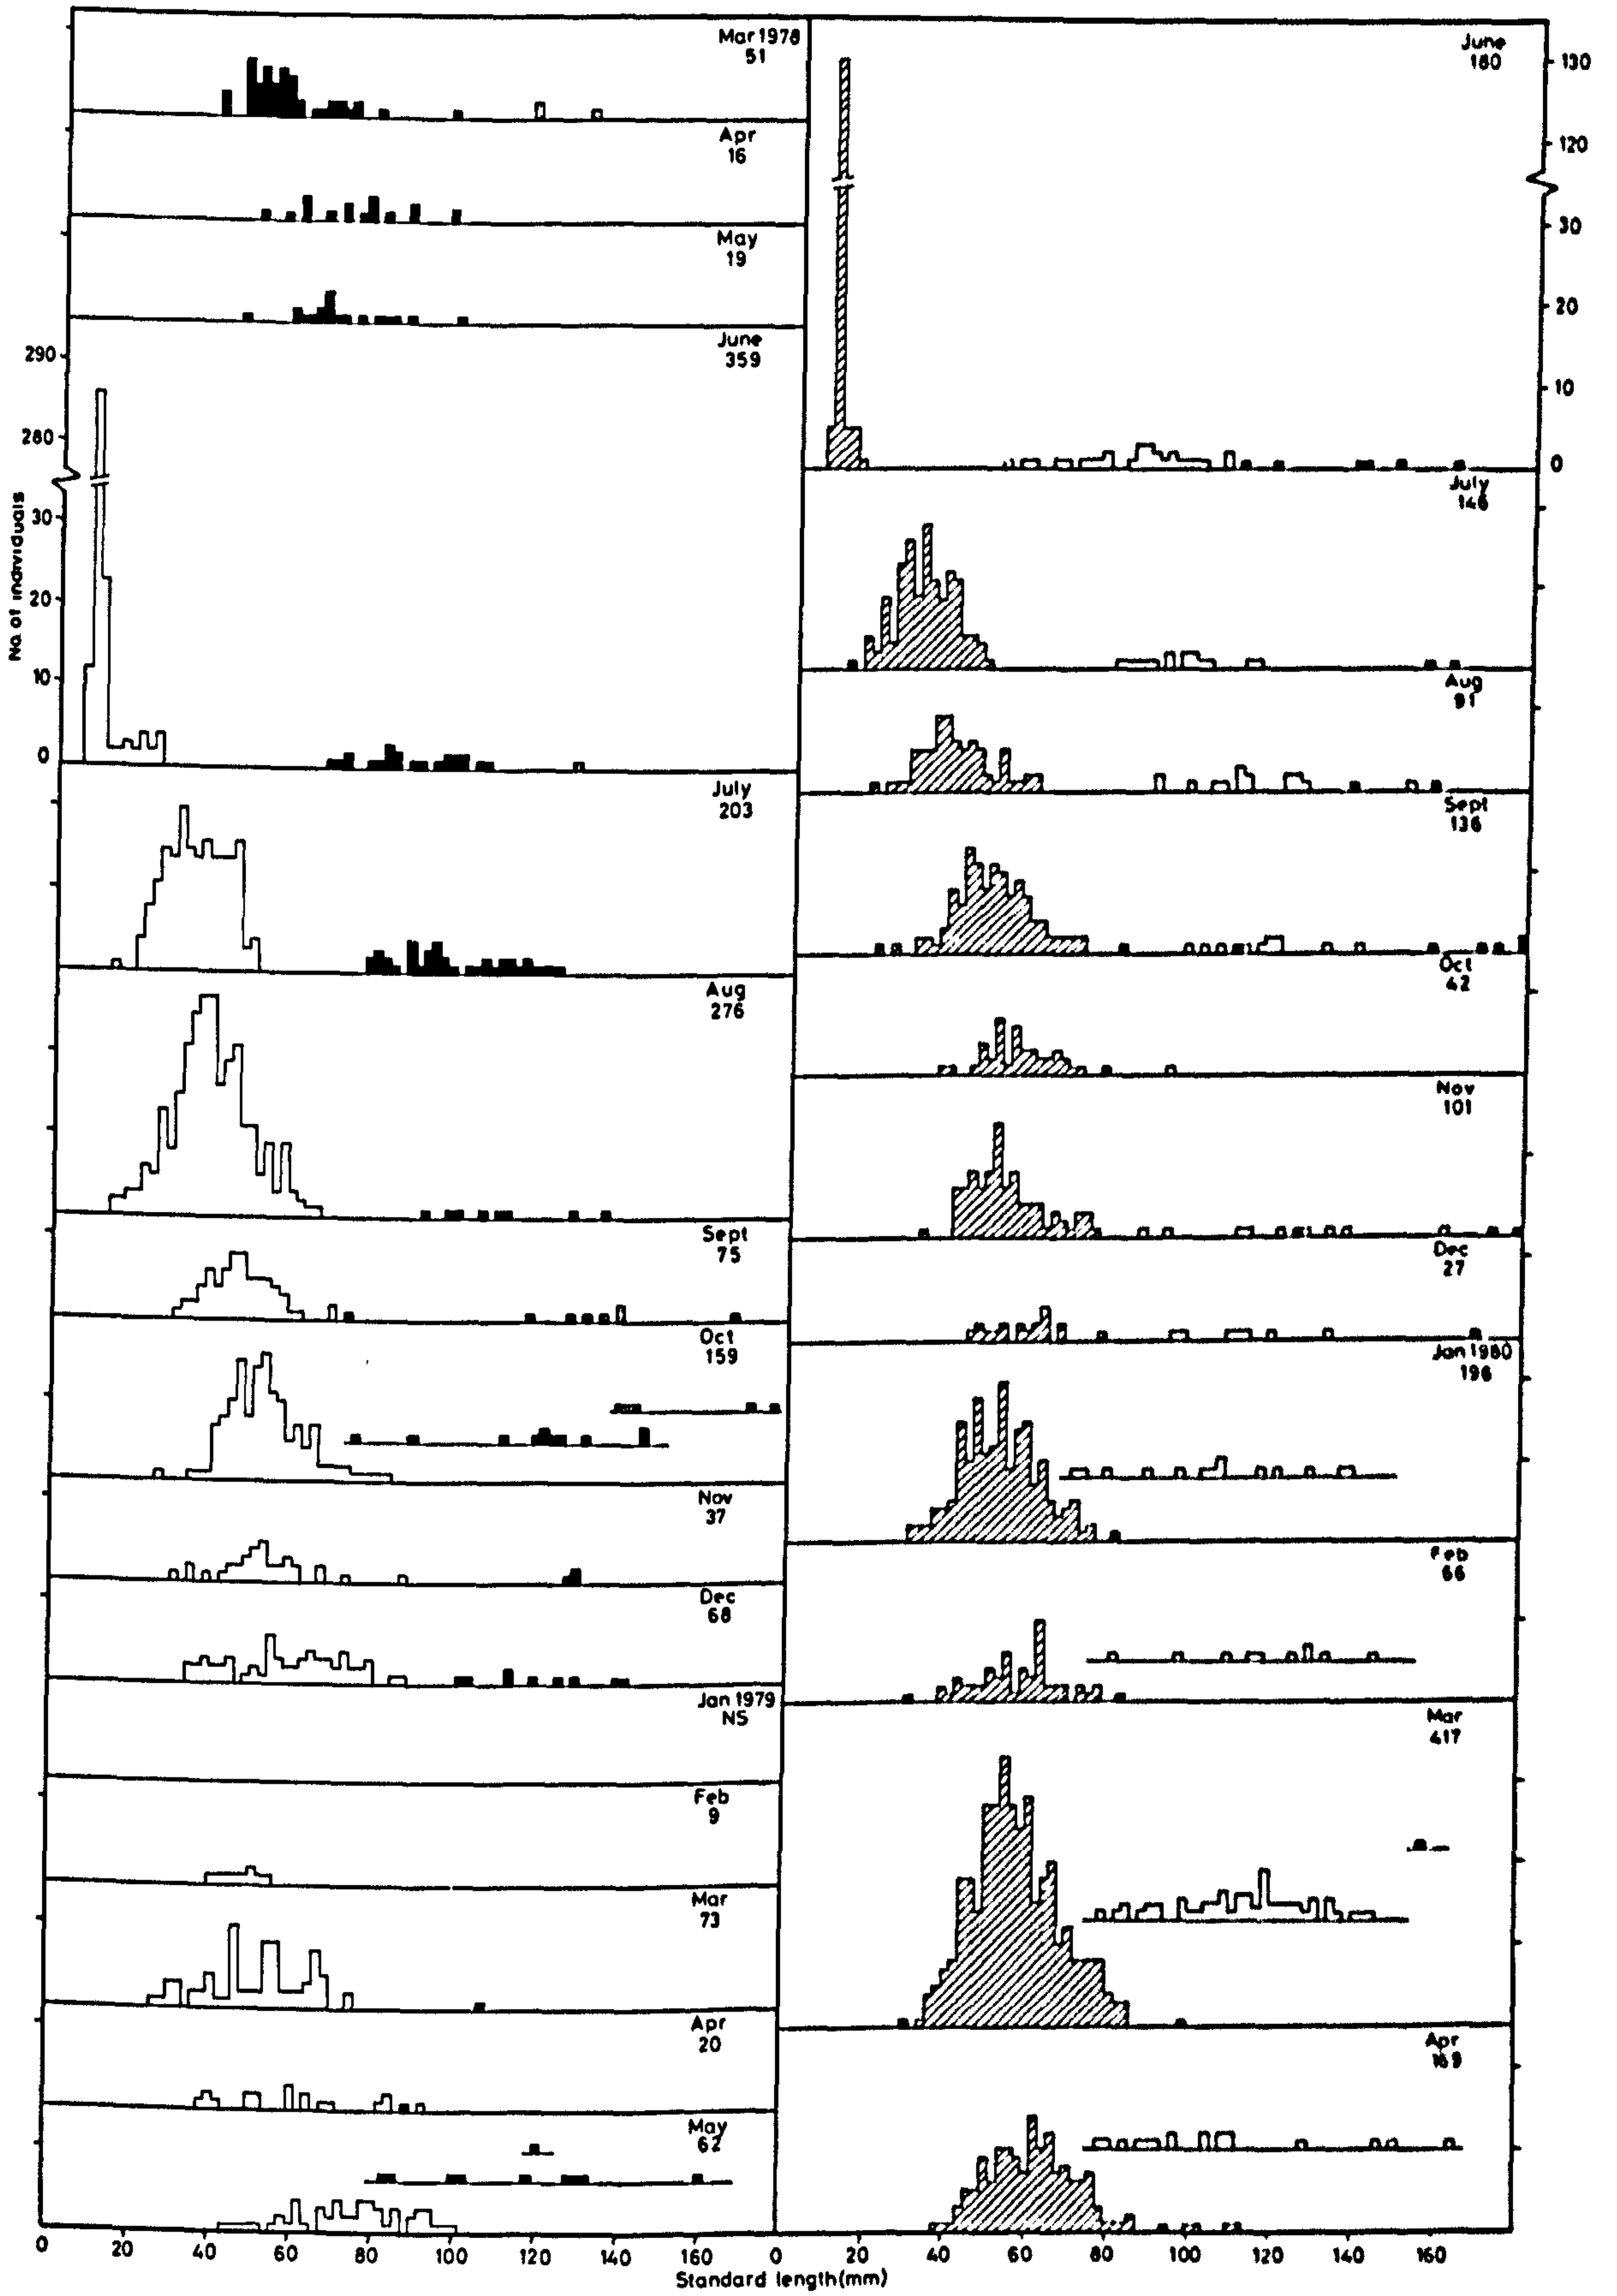 Mar 1978
51
Apr
16
May
19
June
359
290
280
30
20
10
0
No. of individuals
July
203
Aug
276
Sept
75
Oct
159
Nov
37
Dec
68
Jan 1979
NS
Feb
9
Mar
73
Apr
20
May
62
0 20 40 60 80 100 120 140 160
June
180
130
120
30
20
10
0
July
146
Aug
91
Sept
136
Oct
42
Nov
101
Dec
27
Jan 1980
196
Feb
66
Mar
417
Apr
169
0 20 40 60 80 100 120 140 160
Standard length(mm)